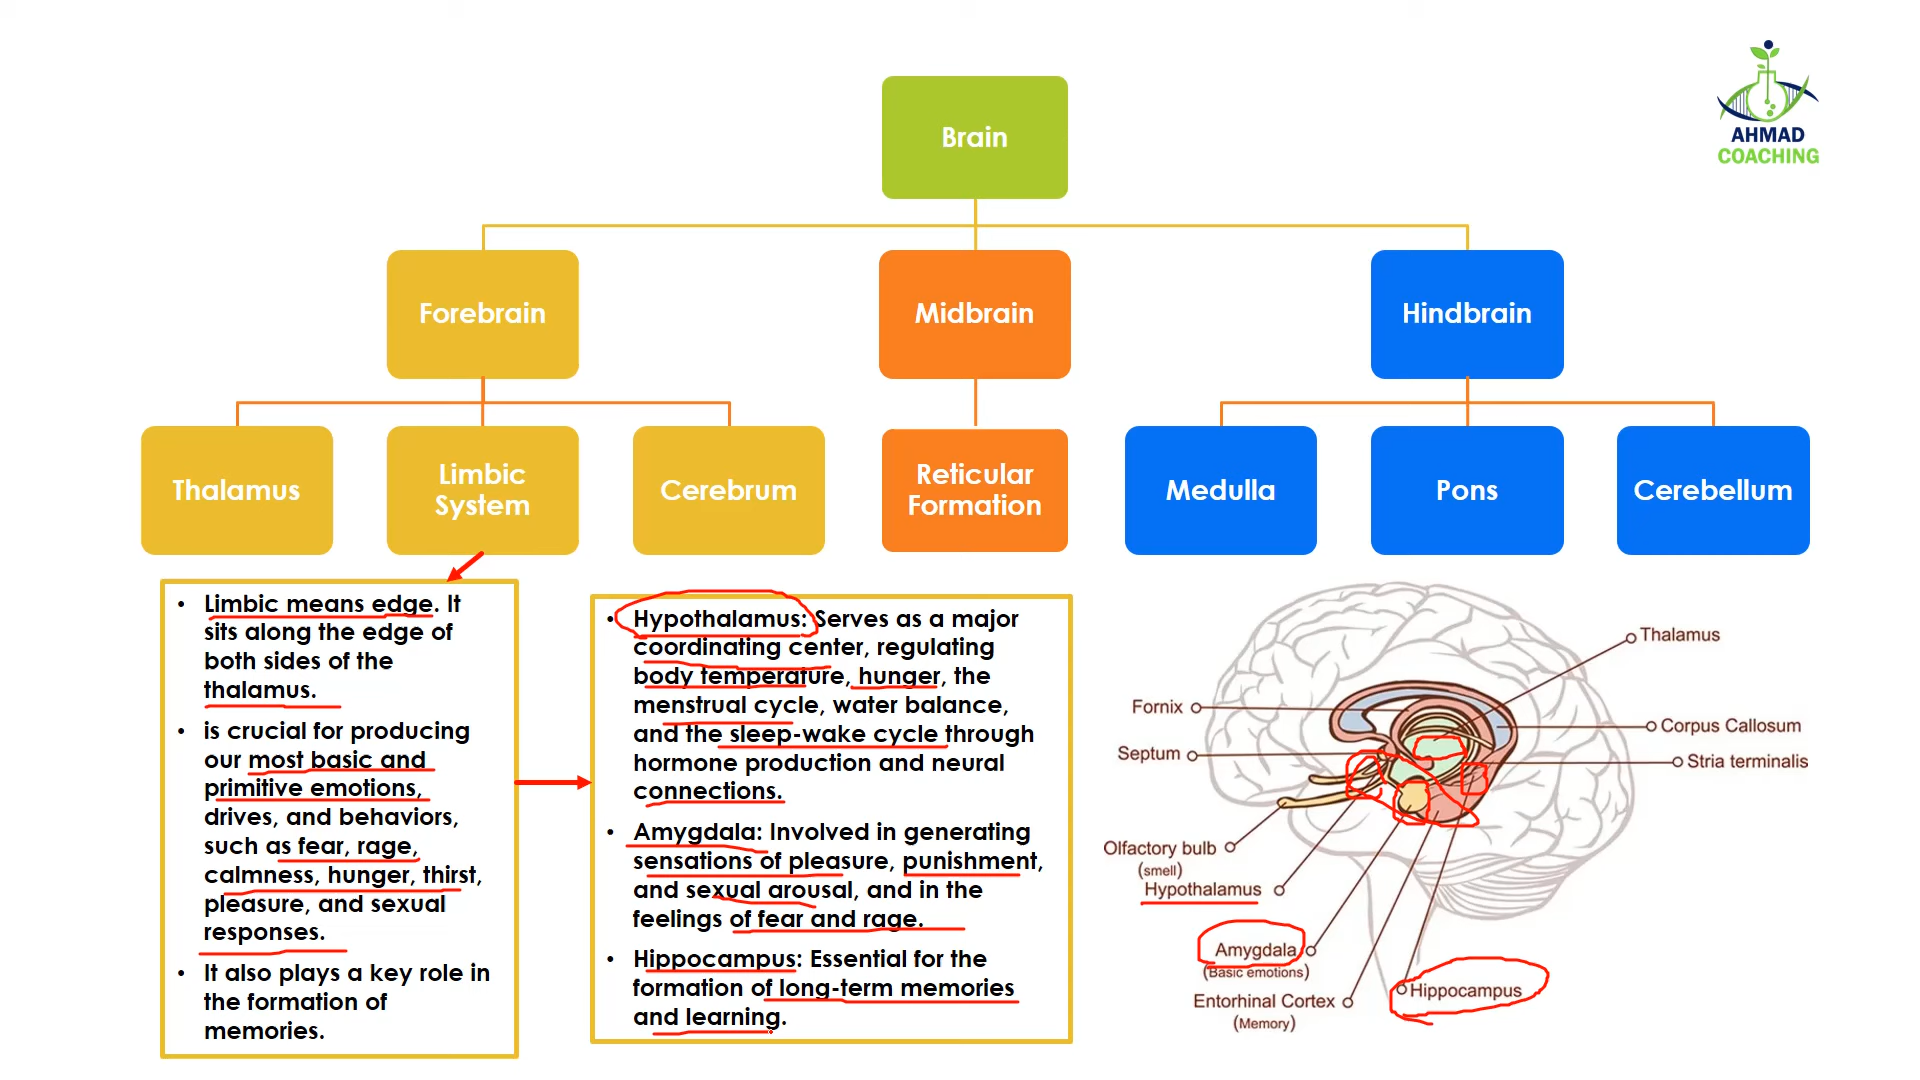 AHMAD
COACHING
Brain
Forebrain
Midbrain
Hindbrain
Thalamus
Limbic
System
Cerebrum
Reticular
Formation
Medulla
Pons
Cerebellum
• Limbic means edge. It
sits along the edge of
both sides of the
thalamus.
• is crucial for producing
our most basic and
primitive emotions,
drives, and behaviors,
such as fear, rage,
calmness, hunger, thirst,
pleasure, and sexual
responses.
• It also plays a key role in
the formation of
memories.
• Hypothalamus: Serves as a major
coordinating center, regulating
body temperature, hunger, the
menstrual cycle, water balance,
and the sleep-wake cycle through
hormone production and neural
connections.
• Amygdala: Involved in generating
sensations of pleasure, punishment,
and sexual arousal, and in the
feelings of fear and rage.
• Hippocampus: Essential for the
formation of long-term memories
and learning.
Thalamus
Fornix
Corpus Callosum
Septum
Stria terminalis
Olfactory bulb
(smell)
Hypothalamus
Amygdala
(Basic emotions)
Hippocampus
Entorhinal Cortex
(Memory)